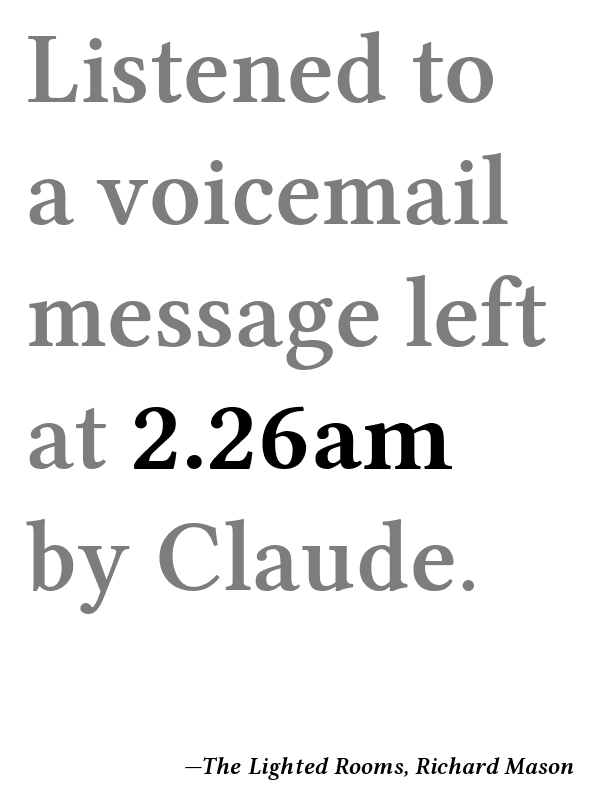 Listened to
a voicemail
message left
at 2.26am
by Claude.
—The Lighted Rooms, Richard Mason